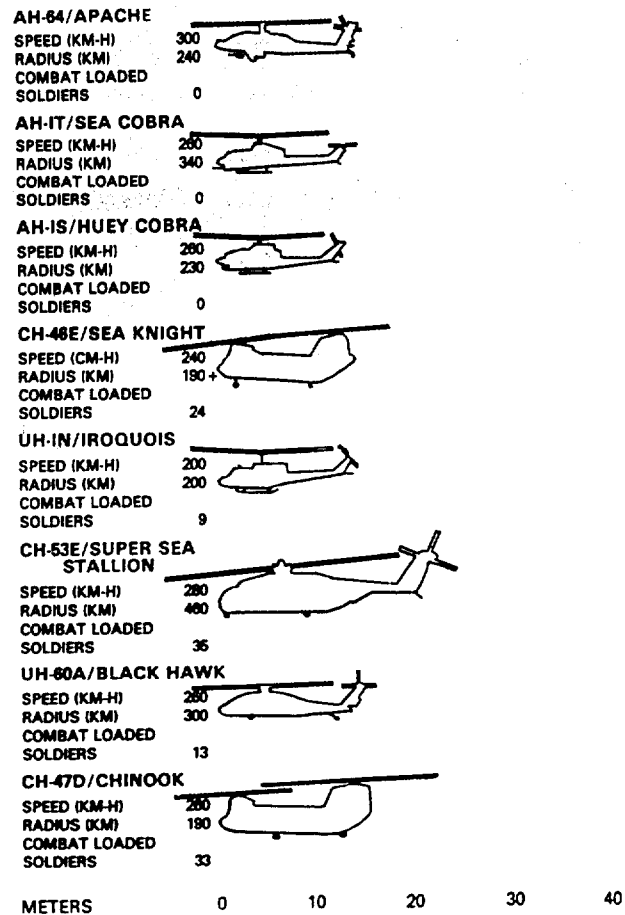 AH-64/APACHE
SPEED (KM-H) 300
RADIUS (KM) 240
COMBAT LOADED
SOLDIERS 0
AH-IT/SEA COBRA
SPEED (KM-H) 260
RADIUS (KM) 340
COMBAT LOADED
SOLDIERS 0
AH-IS/HUEY COBRA
SPEED (KM-H) 260
RADIUS (KM) 230
COMBAT LOADED
SOLDIERS 0
CH-46E/SEA KNIGHT
SPEED (CM-H) 240
RADIUS (KM) 190 +
COMBAT LOADED
SOLDIERS 24
UH-IN/IROQUOIS
SPEED (KM-H) 200
RADIUS (KM) 200
COMBAT LOADED
SOLDIERS 9
CH-53E/SUPER SEA
STALLION
SPEED (KM-H) 280
RADIUS (KM) 460
COMBAT LOADED
SOLDIERS 35
UH-60A/BLACK HAWK
SPEED (KM-H) 260
RADIUS (KM) 300
COMBAT LOADED
SOLDIERS 13
CH-47D/CHINOOK
SPEED (KM-H) 260
RADIUS (KM) 190
COMBAT LOADED
SOLDIERS 33
METERS 0 10 20 30 40